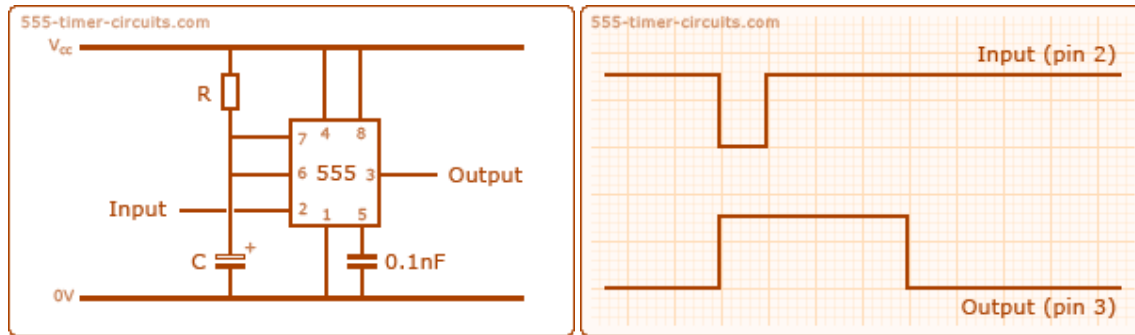 555-timer-circuits.com
Vcc
R
7 4 8
6 555 3 Output
Input 2 1 5
C + 0.1nF
0V
555-timer-circuits.com
Input (pin 2)
Output (pin 3)